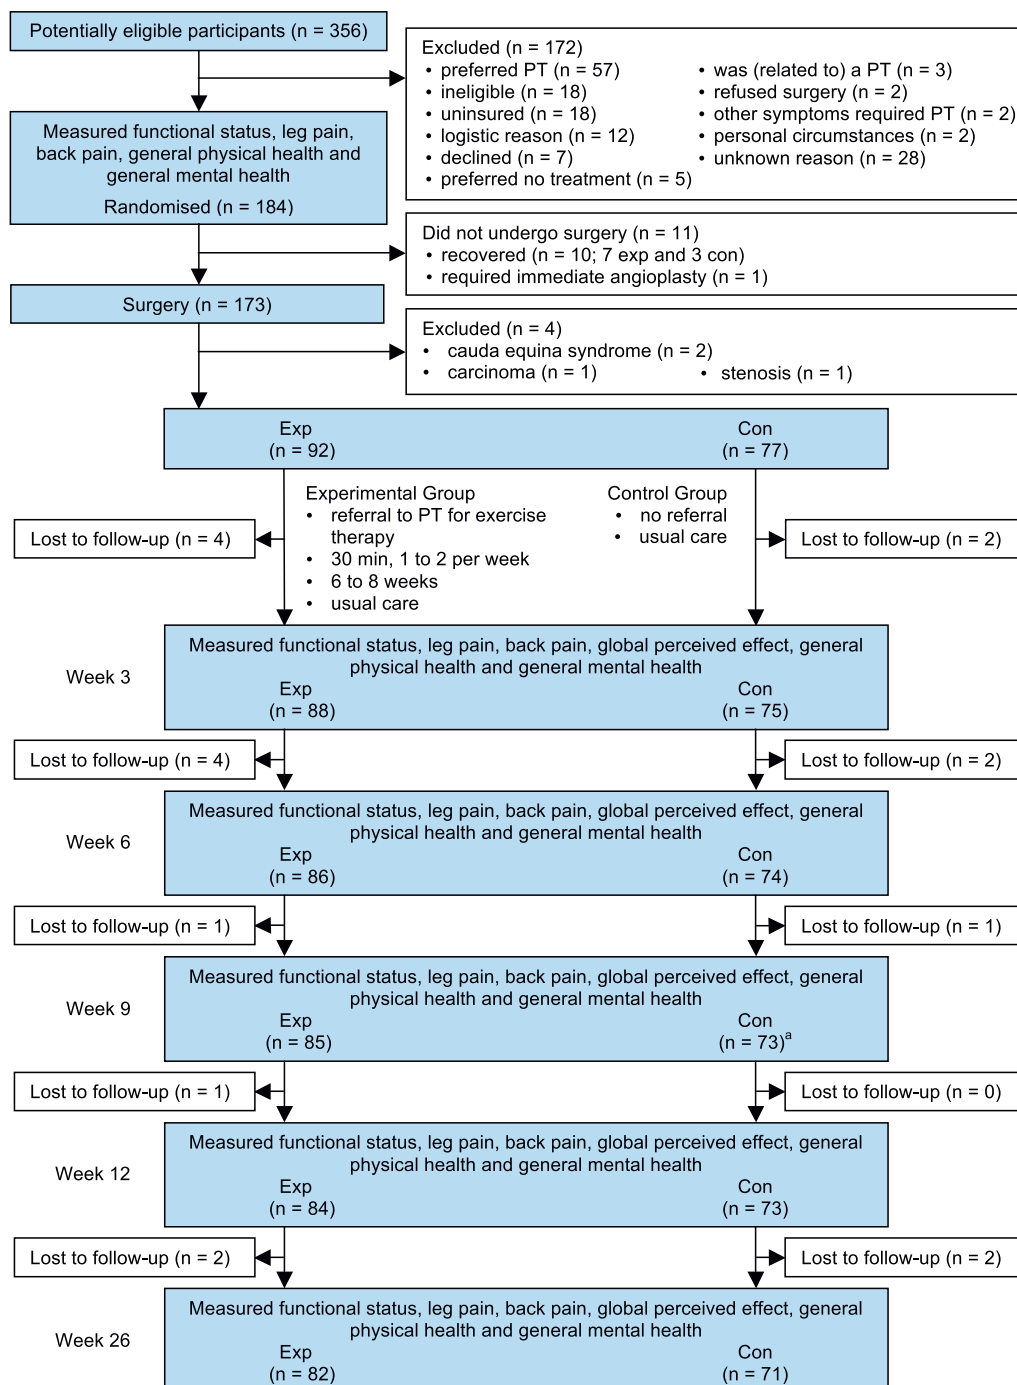 Potentially eligible participants (n = 356)
Excluded (n = 172)
• preferred PT (n = 57)
• ineligible (n = 18)
• uninsured (n = 18)
• logistic reason (n = 12)
• declined (n = 7)
• preferred no treatment (n = 5)
• was (related to) a PT (n = 3)
• refused surgery (n = 2)
• other symptoms required PT (n = 2)
• personal circumstances (n = 2)
• unknown reason (n = 28)
Measured functional status, leg pain,
back pain, general physical health and
general mental health
Randomised (n = 184)
Did not undergo surgery (n = 11)
• recovered (n = 10; 7 exp and 3 con)
• required immediate angioplasty (n = 1)
Surgery (n = 173)
Excluded (n = 4)
• cauda equina syndrome (n = 2)
• carcinoma (n = 1)
• stenosis (n = 1)
Exp
(n = 92)
Con
(n = 77)
Experimental Group
• referral to PT for exercise
therapy
• 30 min, 1 to 2 per week
• 6 to 8 weeks
• usual care
Control Group
• no referral
• usual care
Lost to follow-up (n = 4)
Lost to follow-up (n = 2)
Week 3
Measured functional status, leg pain, back pain, global perceived effect, general
physical health and general mental health
Exp
(n = 88)
Con
(n = 75)
Lost to follow-up (n = 4)
Lost to follow-up (n = 2)
Week 6
Measured functional status, leg pain, back pain, global perceived effect, general
physical health and general mental health
Exp
(n = 86)
Con
(n = 74)
Lost to follow-up (n = 1)
Lost to follow-up (n = 1)
Week 9
Measured functional status, leg pain, back pain, global perceived effect, general
physical health and general mental health
Exp
(n = 85)
Con
(n = 73)a
Lost to follow-up (n = 1)
Lost to follow-up (n = 0)
Week 12
Measured functional status, leg pain, back pain, global perceived effect, general
physical health and general mental health
Exp
(n = 84)
Con
(n = 73)
Lost to follow-up (n = 2)
Lost to follow-up (n = 2)
Week 26
Measured functional status, leg pain, back pain, global perceived effect, general
physical health and general mental health
Exp
(n = 82)
Con
(n = 71)